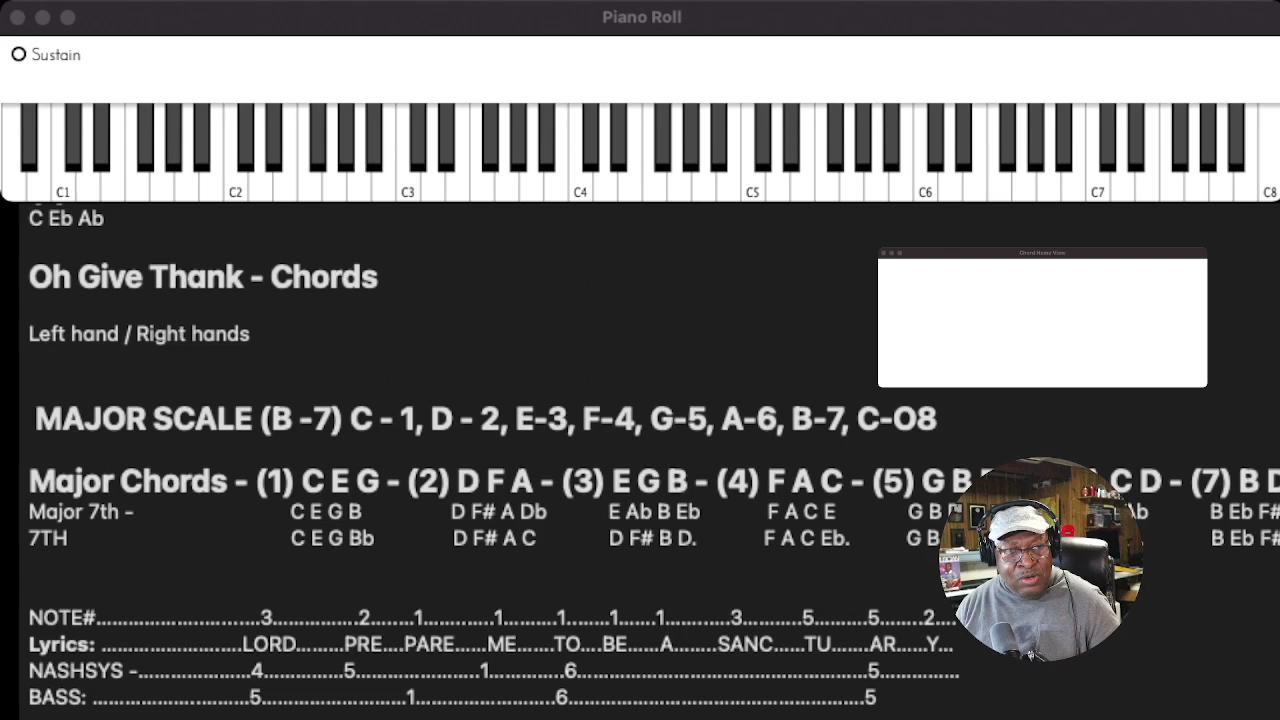 Piano Roll
Sustain
C1 C2 C3 C4 C5 C6 C7 C8
C Eb Ab
Oh Give Thank - Chords
Chord Name View
Left hand / Right hands
MAJOR SCALE (B -7) C - 1, D - 2, E-3, F-4, G-5, A-6, B-7, C-O8
Major Chords - (1) C E G - (2) D F A - (3) E G B - (4) F A C - (5) G B C D - (7) B D
Major 7th - C E G B D F# A Db E Ab B Eb F A C E G B Ab B Eb F#
7TH C E G Bb D F# A C D F# B D. F A C Eb. G B B Eb F#
NOTE#.............................3.................2.........1..............1...........1.........1........1.............3............5...........5.........2....
Lyrics: .........................LORD.........PRE....PARE......ME.......TO....BE......A........SANC......TU.......AR......Y...
NASHSYS -.....................4..............5......................1.............6...................................................5...............
BASS: .............................5..........................1..........................6....................................................5